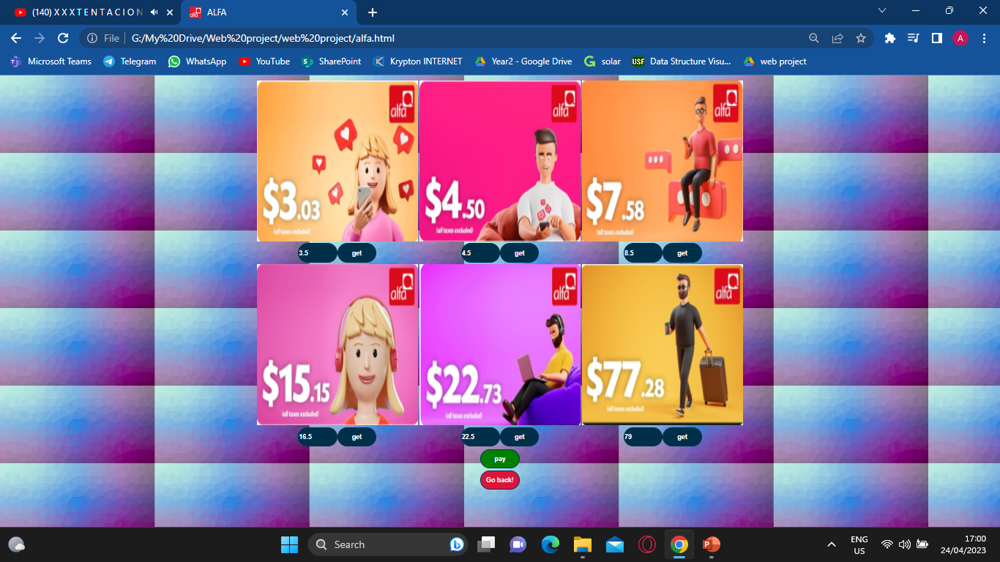 (140) X X X T E N T A C I O N
ALFA
File
G:/My%20Drive/Web%20project/web%20project/alfa.html
A
Microsoft Teams
Telegram
WhatsApp
YouTube
SharePoint
Krypton INTERNET
Year2 - Google Drive
solar
USF
Data Structure Visu...
web project
alfa
$3.03
(all taxes excluded)
alfa
$4.50
(all taxes excluded)
alfa
$7.58
(all taxes excluded)
3.5
get
4.5
get
8.5
get
alfa
$15.15
(all taxes excluded)
alfa
$22.73
(all taxes excluded)
alfa
$77.28
(all taxes excluded)
16.5
get
22.5
get
79
get
pay
Go back!
Search
ENG
US
17:00
24/04/2023